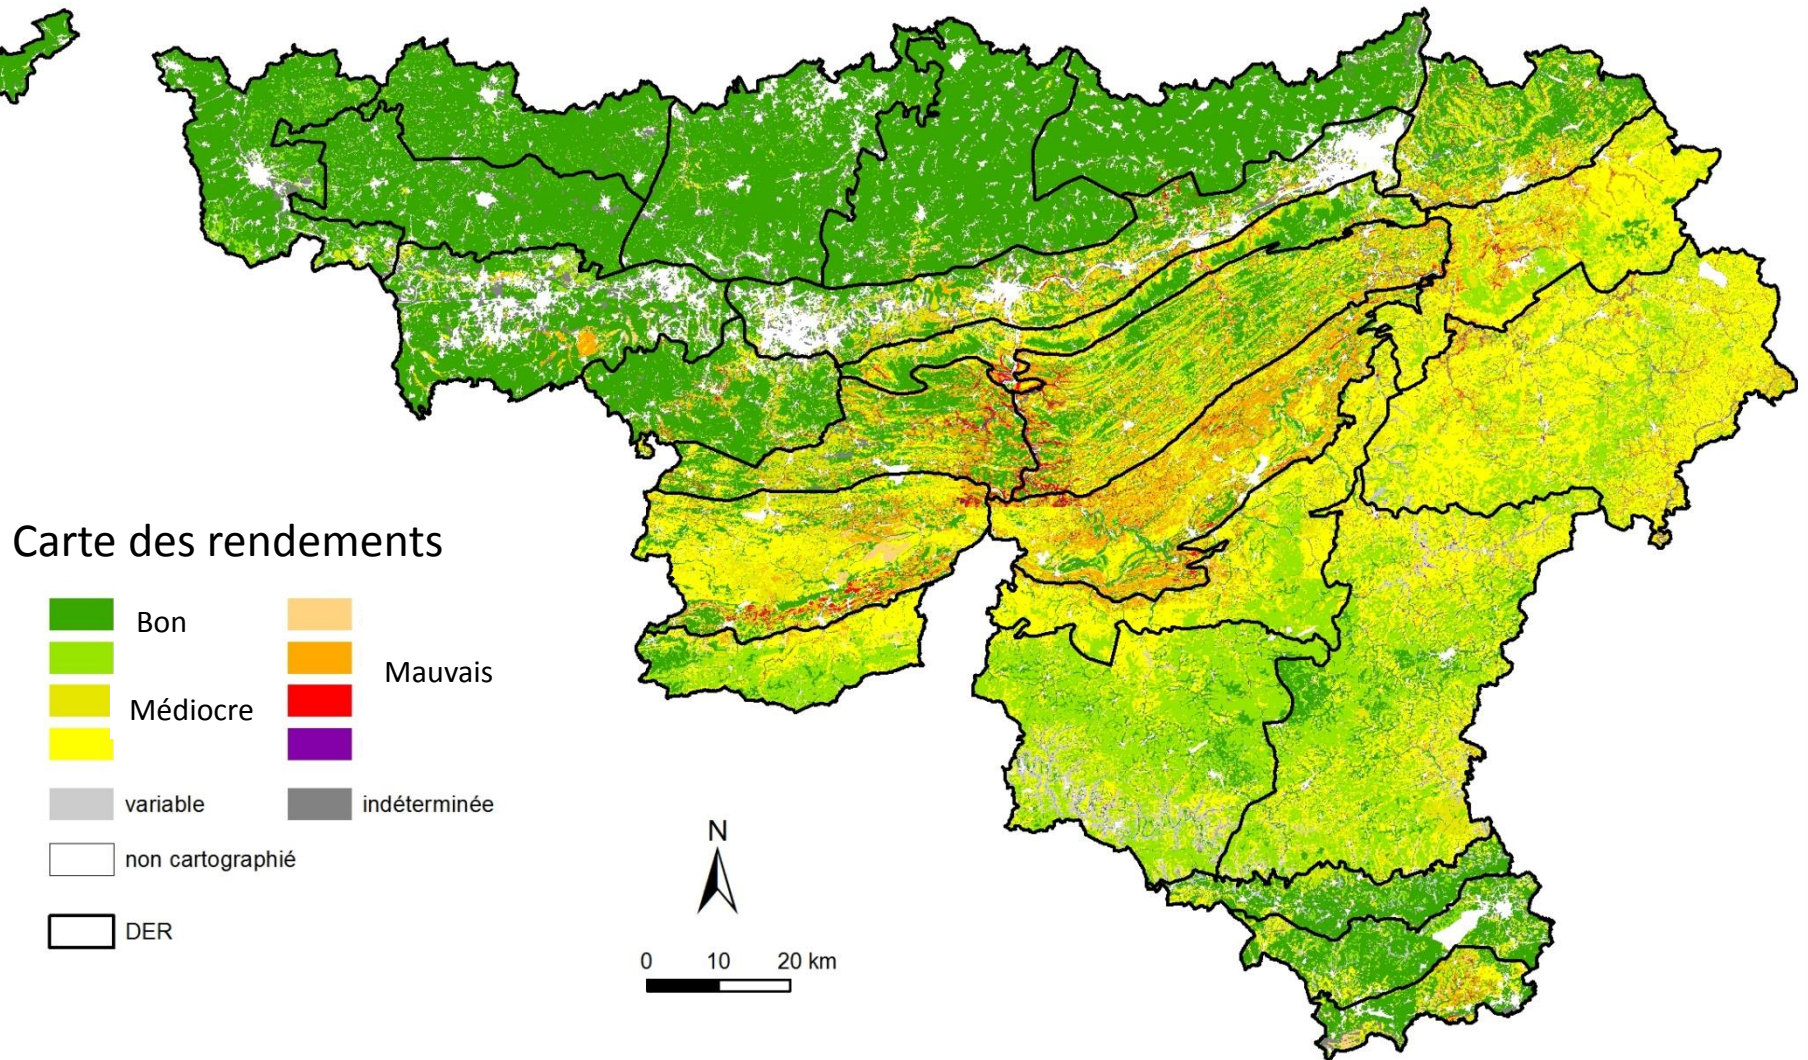 Carte des rendements
Bon
Mauvais
Médiocre
variable
indéterminée
non cartographié
DER
N
0 10 20 km